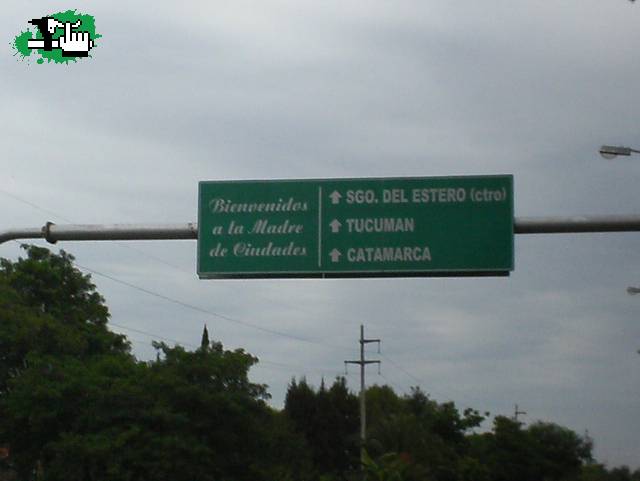 Bienvenidos
a la Madre
de Ciudades
SGO. DEL ESTERO (ctro)
TUCUMAN
CATAMARCA